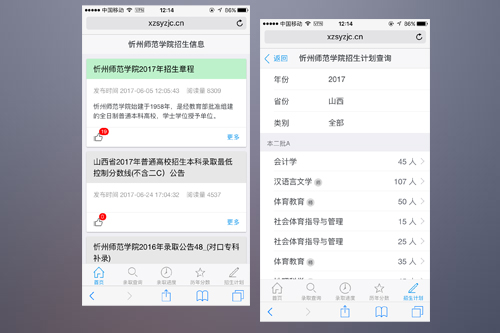 中国移动 12:14 86%
xzsyzjc.cn
忻州师范学院招生信息
忻州师范学院2017年招生章程
发布时间 2017-06-05 12:05:43 阅读量 8309
忻州师范学院始建于1958年，是经教育部批准组建
的全日制普通本科高校，学士学位授予单位。
19
更多
山西省2017年普通高校招生本科录取最低
控制分数线(不含二C）公告
发布时间 2017-06-24 17:04:32 阅读量 4537
更多
忻州师范学院2016年录取公告48_(对口专科
补录)
首页 录取查询 录取进度 历年分数 招生计划
中国移动 12:14 86%
xzsyzjc.cn
返回 忻州师范学院招生计划查询
年份 2017
省份 山西
类别 全部
本二批A
会计学 45 人
汉语言文学 师 107 人
体育教育 师 50 人
社会体育指导与管理 15 人
社会体育指导与管理 25 人
体育教育 师 35 人
首页 录取查询 录取进度 历年分数 招生计划